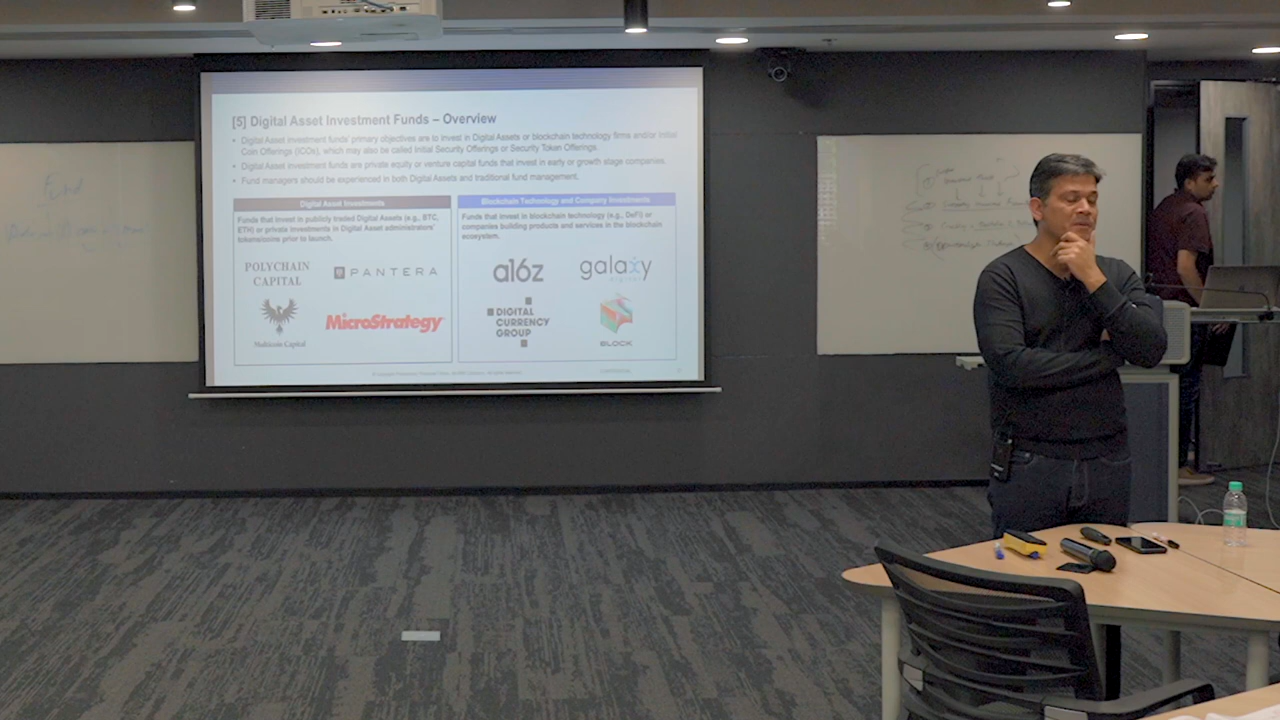 [5] Digital Asset Investment Funds – Overview
• Digital Asset investment funds' primary objectives are to invest in Digital Assets or blockchain technology firms and/or Initial
Coin Offerings (ICOs), which may also be called Initial Security Offerings or Security Token Offerings.
• Digital Asset investment funds are private equity or venture capital funds that invest in early or growth stage companies.
• Fund managers should be experienced in both Digital Assets and traditional fund management.
Digital Asset Investments
Funds that invest in publicly traded Digital Assets (e.g., BTC,
ETH) or private investments in Digital Asset administrators'
tokens/coins prior to launch.
POLYCHAIN
CAPITAL
PANTERA
Multicoin Capital
MicroStrategy
Blockchain Technology and Company Investments
Funds that invest in blockchain technology (e.g., DeFi) or
companies building products and services in the blockchain
ecosystem.
a16z
galaxy
digital
DIGITAL
CURRENCY
GROUP
BLOCK
Fund